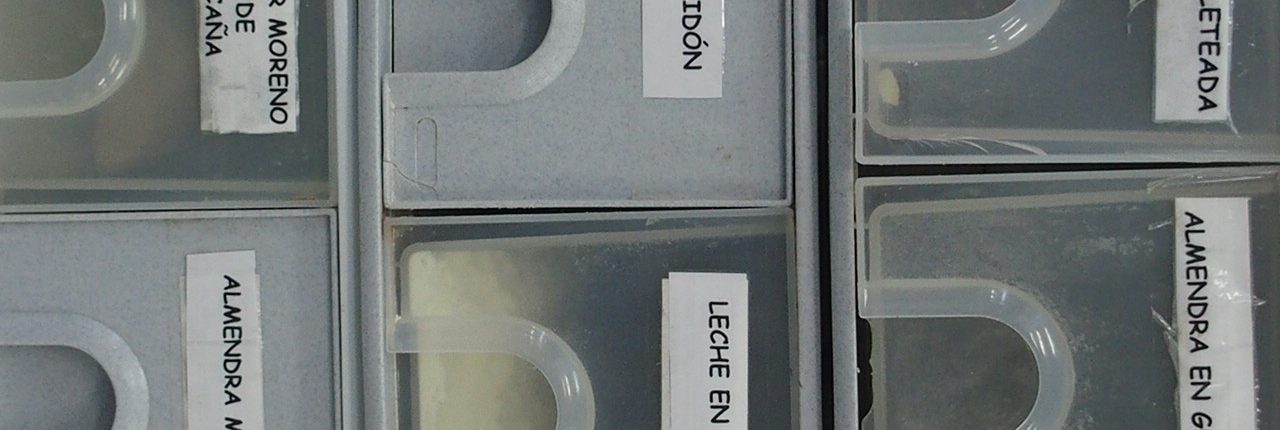 R MORENO
DE
CAÑA
IDÓN
LETEADA
ALMENDRA
LECHE EN
ALMENDRA EN G